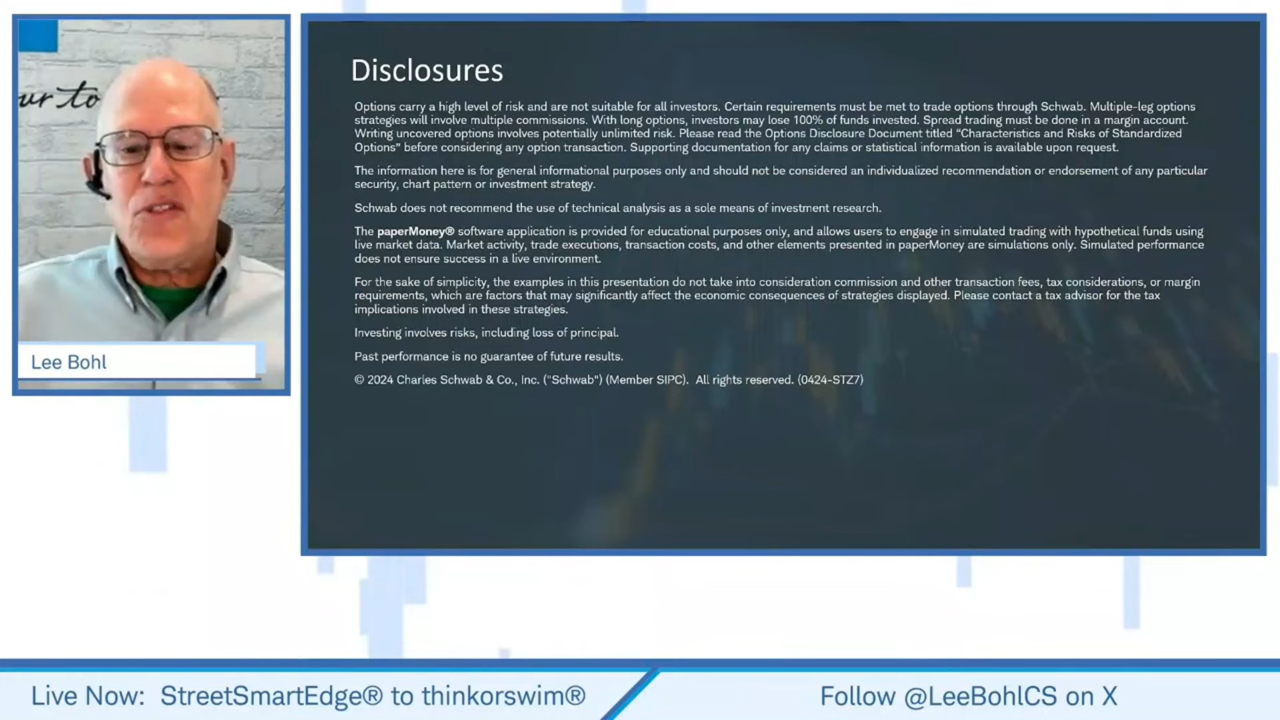 ur to
Lee Bohl
Disclosures
Options carry a high level of risk and are not suitable for all investors. Certain requirements must be met to trade options through Schwab. Multiple-leg options
strategies will involve multiple commissions. With long options, investors may lose 100% of funds invested. Spread trading must be done in a margin account.
Writing uncovered options involves potentially unlimited risk. Please read the Options Disclosure Document titled “Characteristics and Risks of Standardized
Options” before considering any option transaction. Supporting documentation for any claims or statistical information is available upon request.
The information here is for general informational purposes only and should not be considered an individualized recommendation or endorsement of any particular
security, chart pattern or investment strategy.
Schwab does not recommend the use of technical analysis as a sole means of investment research.
The paperMoney® software application is provided for educational purposes only, and allows users to engage in simulated trading with hypothetical funds using
live market data. Market activity, trade executions, transaction costs, and other elements presented in paperMoney are simulations only. Simulated performance
does not ensure success in a live environment.
For the sake of simplicity, the examples in this presentation do not take into consideration commission and other transaction fees, tax considerations, or margin
requirements, which are factors that may significantly affect the economic consequences of strategies displayed. Please contact a tax advisor for the tax
implications involved in these strategies.
Investing involves risks, including loss of principal.
Past performance is no guarantee of future results.
© 2024 Charles Schwab & Co., Inc. ("Schwab") (Member SIPC). All rights reserved. (0424-STZ7)
Live Now: StreetSmartEdge® to thinkorswim®
Follow @LeeBohlCS on X